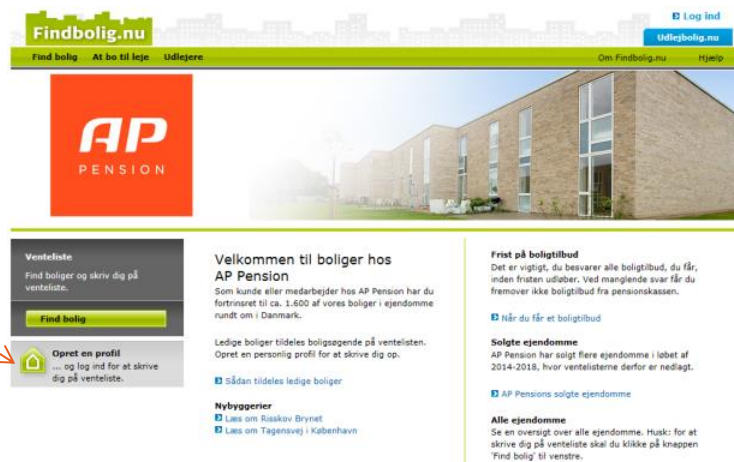 Findbolig.nu
Log ind
Udlejbolig.nu
Find bolig At bo til leje Udlejere
Om Findbolig.nu Hjælp
AP
PENSION
Venteliste
Find boliger og skriv dig på
venteliste.
Find bolig
Opret en profil
... og log ind for at skrive
dig på venteliste.
Velkommen til boliger hos
AP Pension
Som kunde eller medarbejder hos AP Pension har du
fortrinsret til ca. 1.600 af vores boliger i ejendomme
rundt om i Danmark.
Ledige boliger tildeles boligsøgende på ventelisten.
Opret en personlig profil for at skrive dig op.
Sådan tildeles ledige boliger
Nybyggerier
Læs om Risskov Brynet
Læs om Tagensvej i København
Frist på boligtilbud
Det er vigtigt, du besvarer alle boligtilbud, du får,
inden fristen udløber. Ved manglende svar får du
fremover ikke boligtilbud fra pensionskassen.
Når du får et boligtilbud
Solgte ejendomme
AP Pension har solgt flere ejendomme i løbet af
2014-2018, hvor ventelisterne derfor er nedlagt.
AP Pensions solgte ejendomme
Alle ejendomme
Se en oversigt over alle ejendomme. Husk: for at
skrive dig på venteliste skal du klikke på knappen
'Find bolig' til venstre.